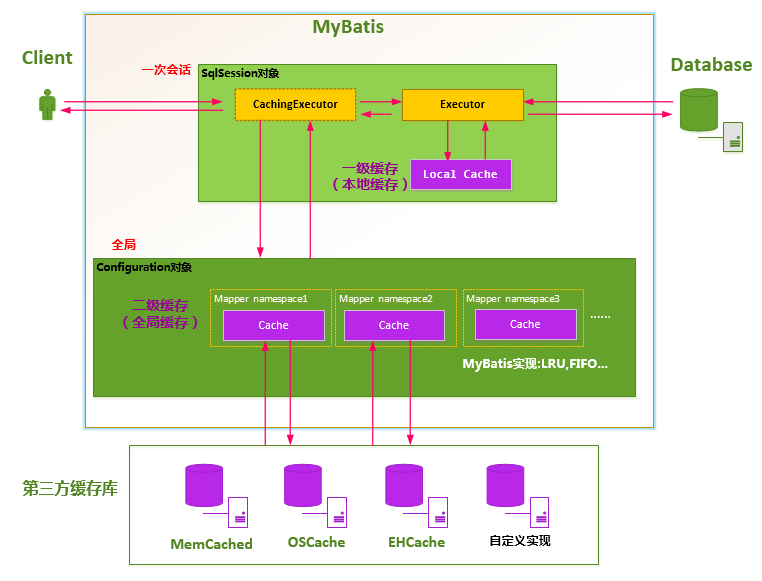 MyBatis
Client
一次会话
SqlSession对象
Database
CachingExecutor
Executor
一级缓存
（本地缓存）
Local Cache
全局
Configuration对象
二级缓存
（全局缓存）
Mapper namespace1
Mapper namespace2
Mapper namespace3
Cache
Cache
Cache
......
MyBatis实现:LRU,FIFO...
第三方缓存库
MemCached
OSCache
EHCache
自定义实现